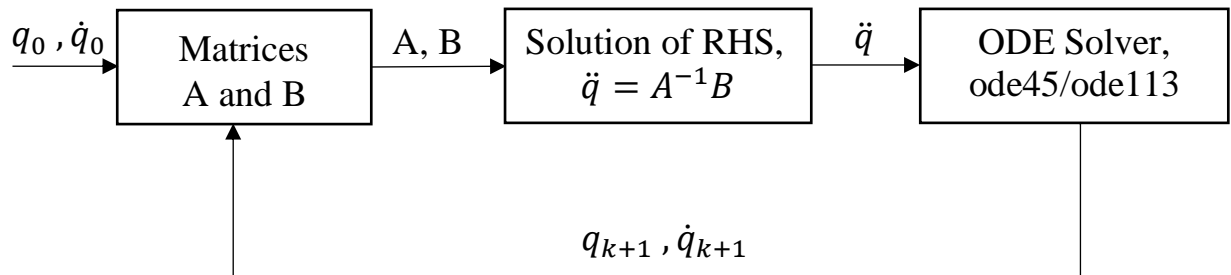 q₀ , q̇₀
Matrices
A and B
A, B
Solution of RHS,
q̈ = A⁻¹B
q̈
ODE Solver,
ode45/ode113
qₖ₊₁ , q̇ₖ₊₁